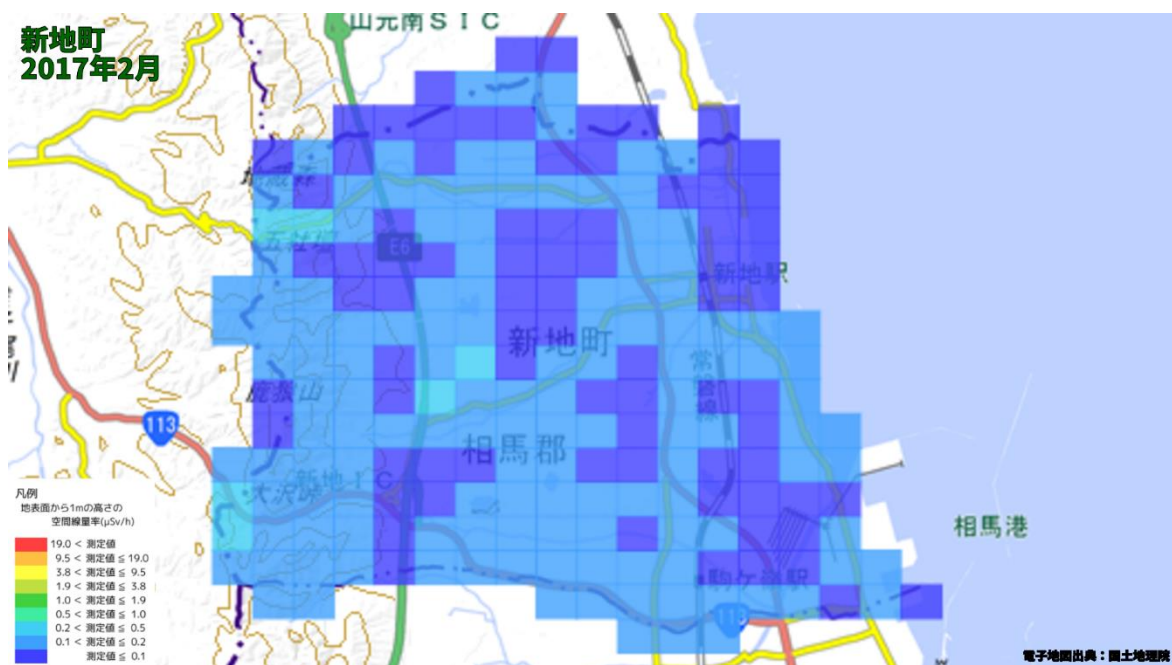 新地町
2017年2月
山元南SIC
E6
新地駅
新地町
常磐線
鹿狼山
113
相馬郡
新地IC
大沢峠
相馬港
駒ケ嶺駅
113
凡例
地表面から1mの高さの
空間線量率(μSv/h)
19.0 < 測定値
9.5 < 測定値 ≦ 19.0
3.8 < 測定値 ≦ 9.5
1.9 < 測定値 ≦ 3.8
1.0 < 測定値 ≦ 1.9
0.5 < 測定値 ≦ 1.0
0.2 < 測定値 ≦ 0.5
0.1 < 測定値 ≦ 0.2
測定値 ≦ 0.1
電子地図出典：国土地理院